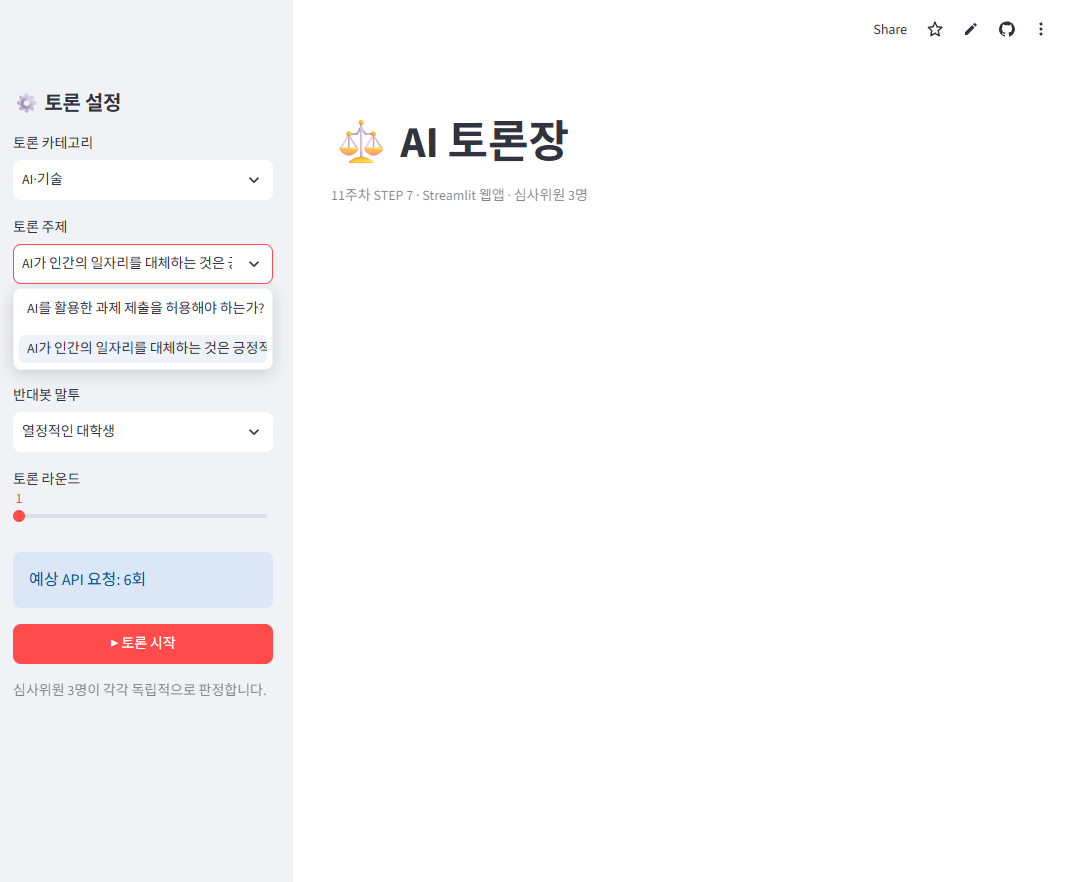 Share
토론 설정
토론 카테고리
AI·기술
토론 주제
AI가 인간의 일자리를 대체하는 것은
AI를 활용한 과제 제출을 허용해야 하는가?
AI가 인간의 일자리를 대체하는 것은 긍정적
반대봇 말투
열정적인 대학생
토론 라운드
1
예상 API 요청: 6회
▶ 토론 시작
심사위원 3명이 각각 독립적으로 판정합니다.
AI 토론장
11주차 STEP 7 · Streamlit 웹앱 · 심사위원 3명